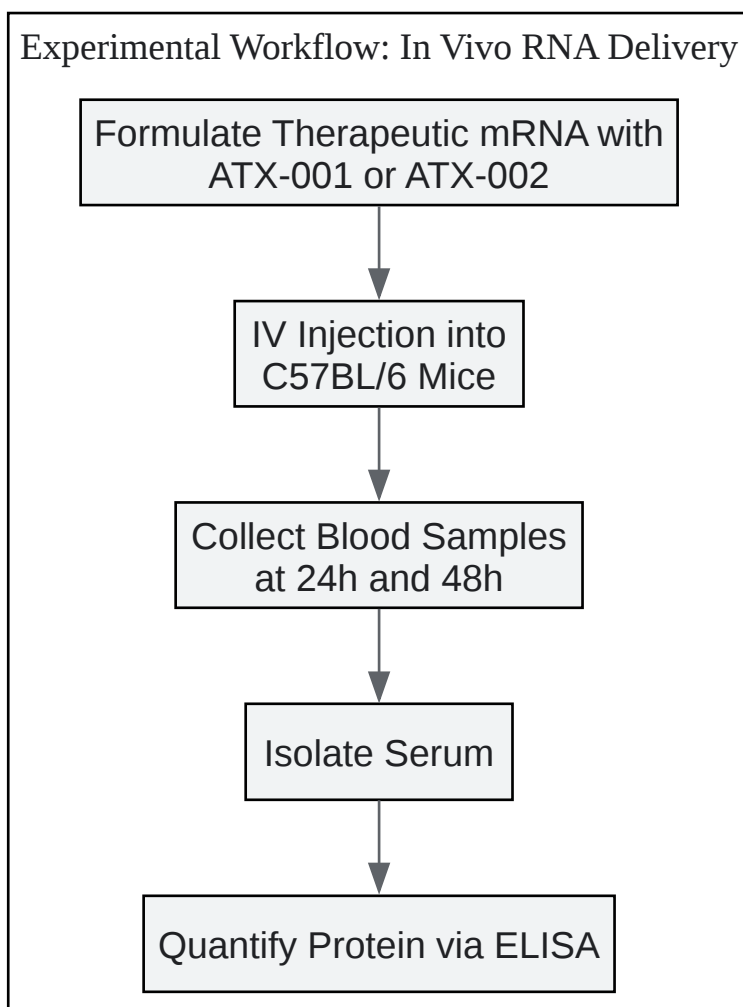 Experimental Workflow: In Vivo RNA Delivery
Formulate Therapeutic mRNA with
ATX-001 or ATX-002
IV Injection into
C57BL/6 Mice
Collect Blood Samples
at 24h and 48h
Isolate Serum
Quantify Protein via ELISA